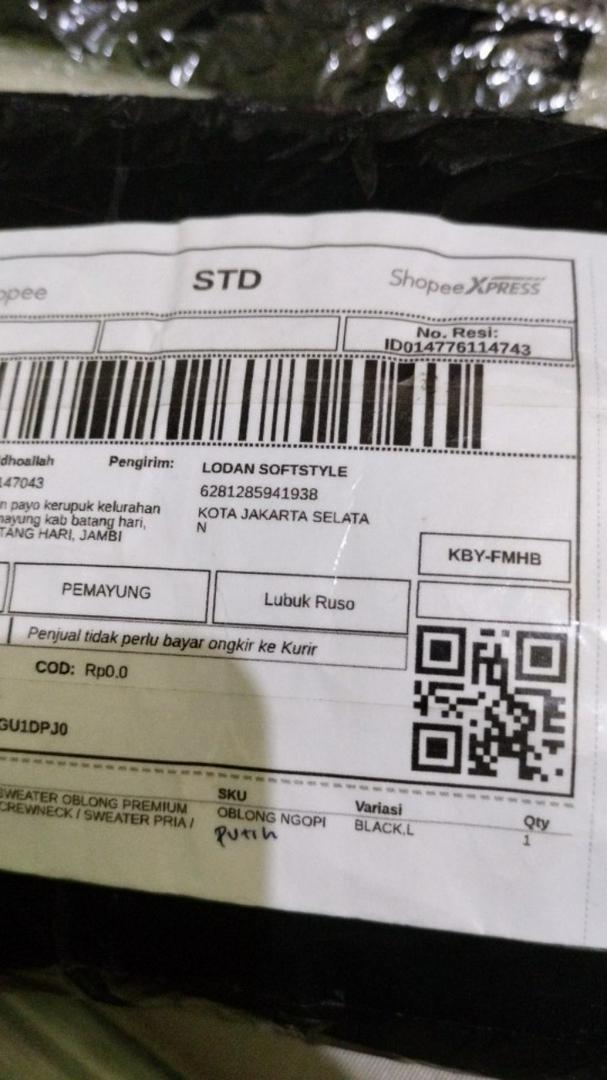 opee
STD
Shopee XPRESS
No. Resi:
ID014776114743
dhoallah
Pengirim:
LODAN SOFTSTYLE
147043
6281285941938
n payo kerupuk kelurahan
KOTA JAKARTA SELATA
N
mayung kab batang hari,
TANG HARI, JAMBI
KBY-FMHB
PEMAYUNG
Lubuk Ruso
Penjual tidak perlu bayar ongkir ke Kurir
COD: Rp0.0
GU1DPJ0
SWEATER OBLONG PREMIUM
CREWNECK / SWEATER PRIA /
SKU
OBLONG NGOPI
putih
Variasi
BLACK,L
Qty
1